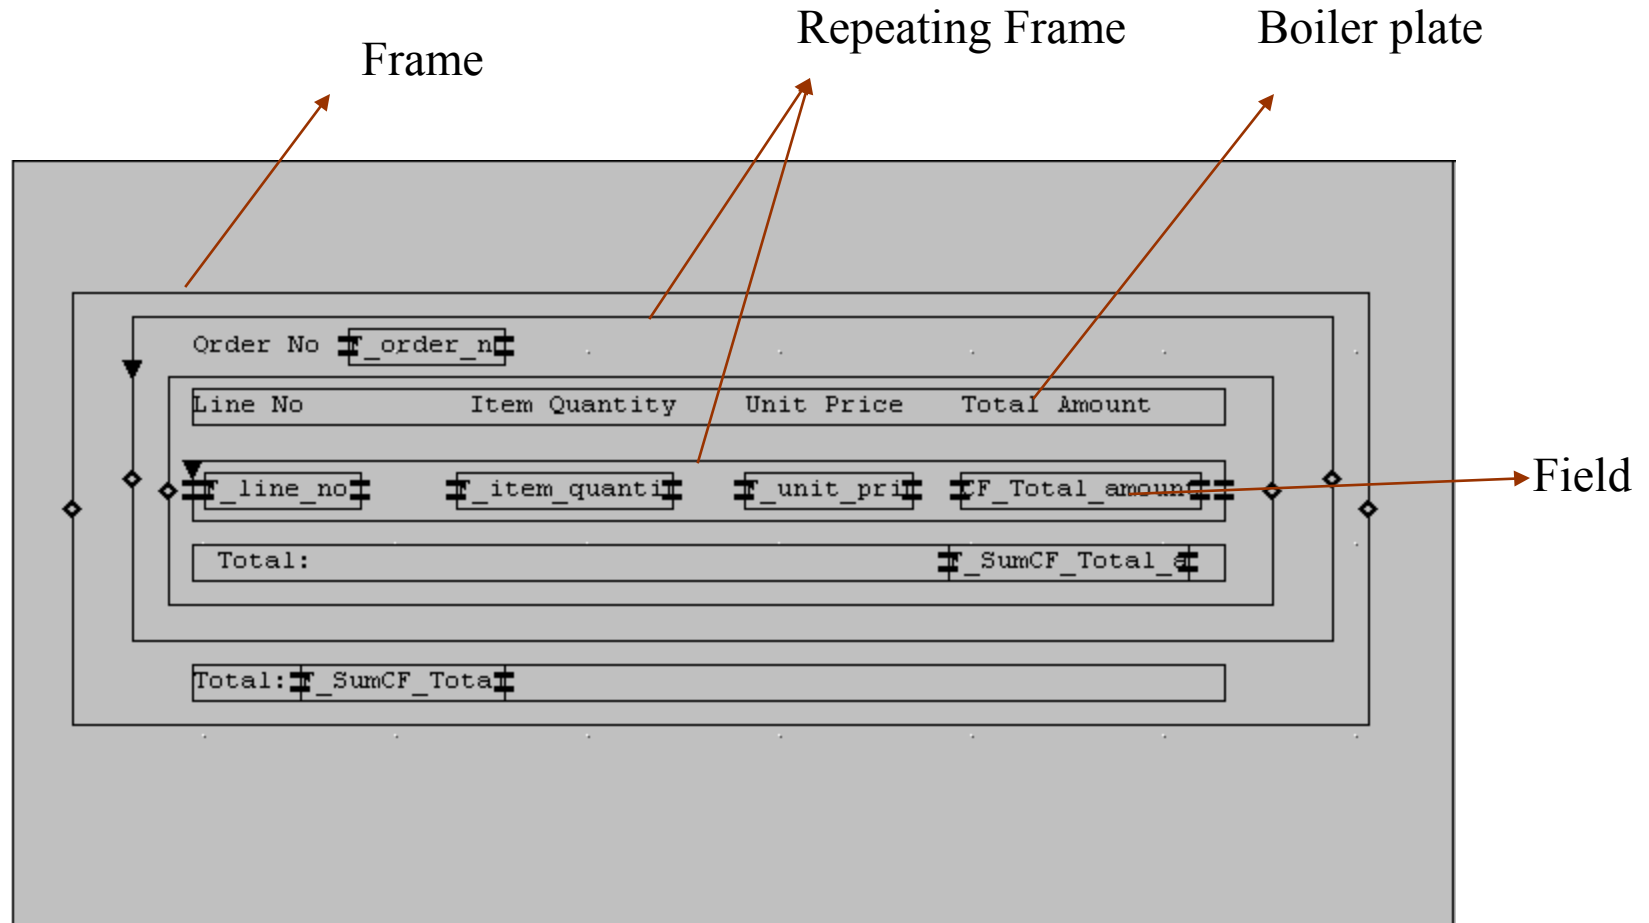 Repeating Frame Boiler plate
Frame
Order No F_order_n
Line No Item Quantity Unit Price Total Amount
F_line_no F_item_quanti F_unit_pri CF_Total_amount Field
Total: F_SumCF_Total_a
Total: F_SumCF_Tota